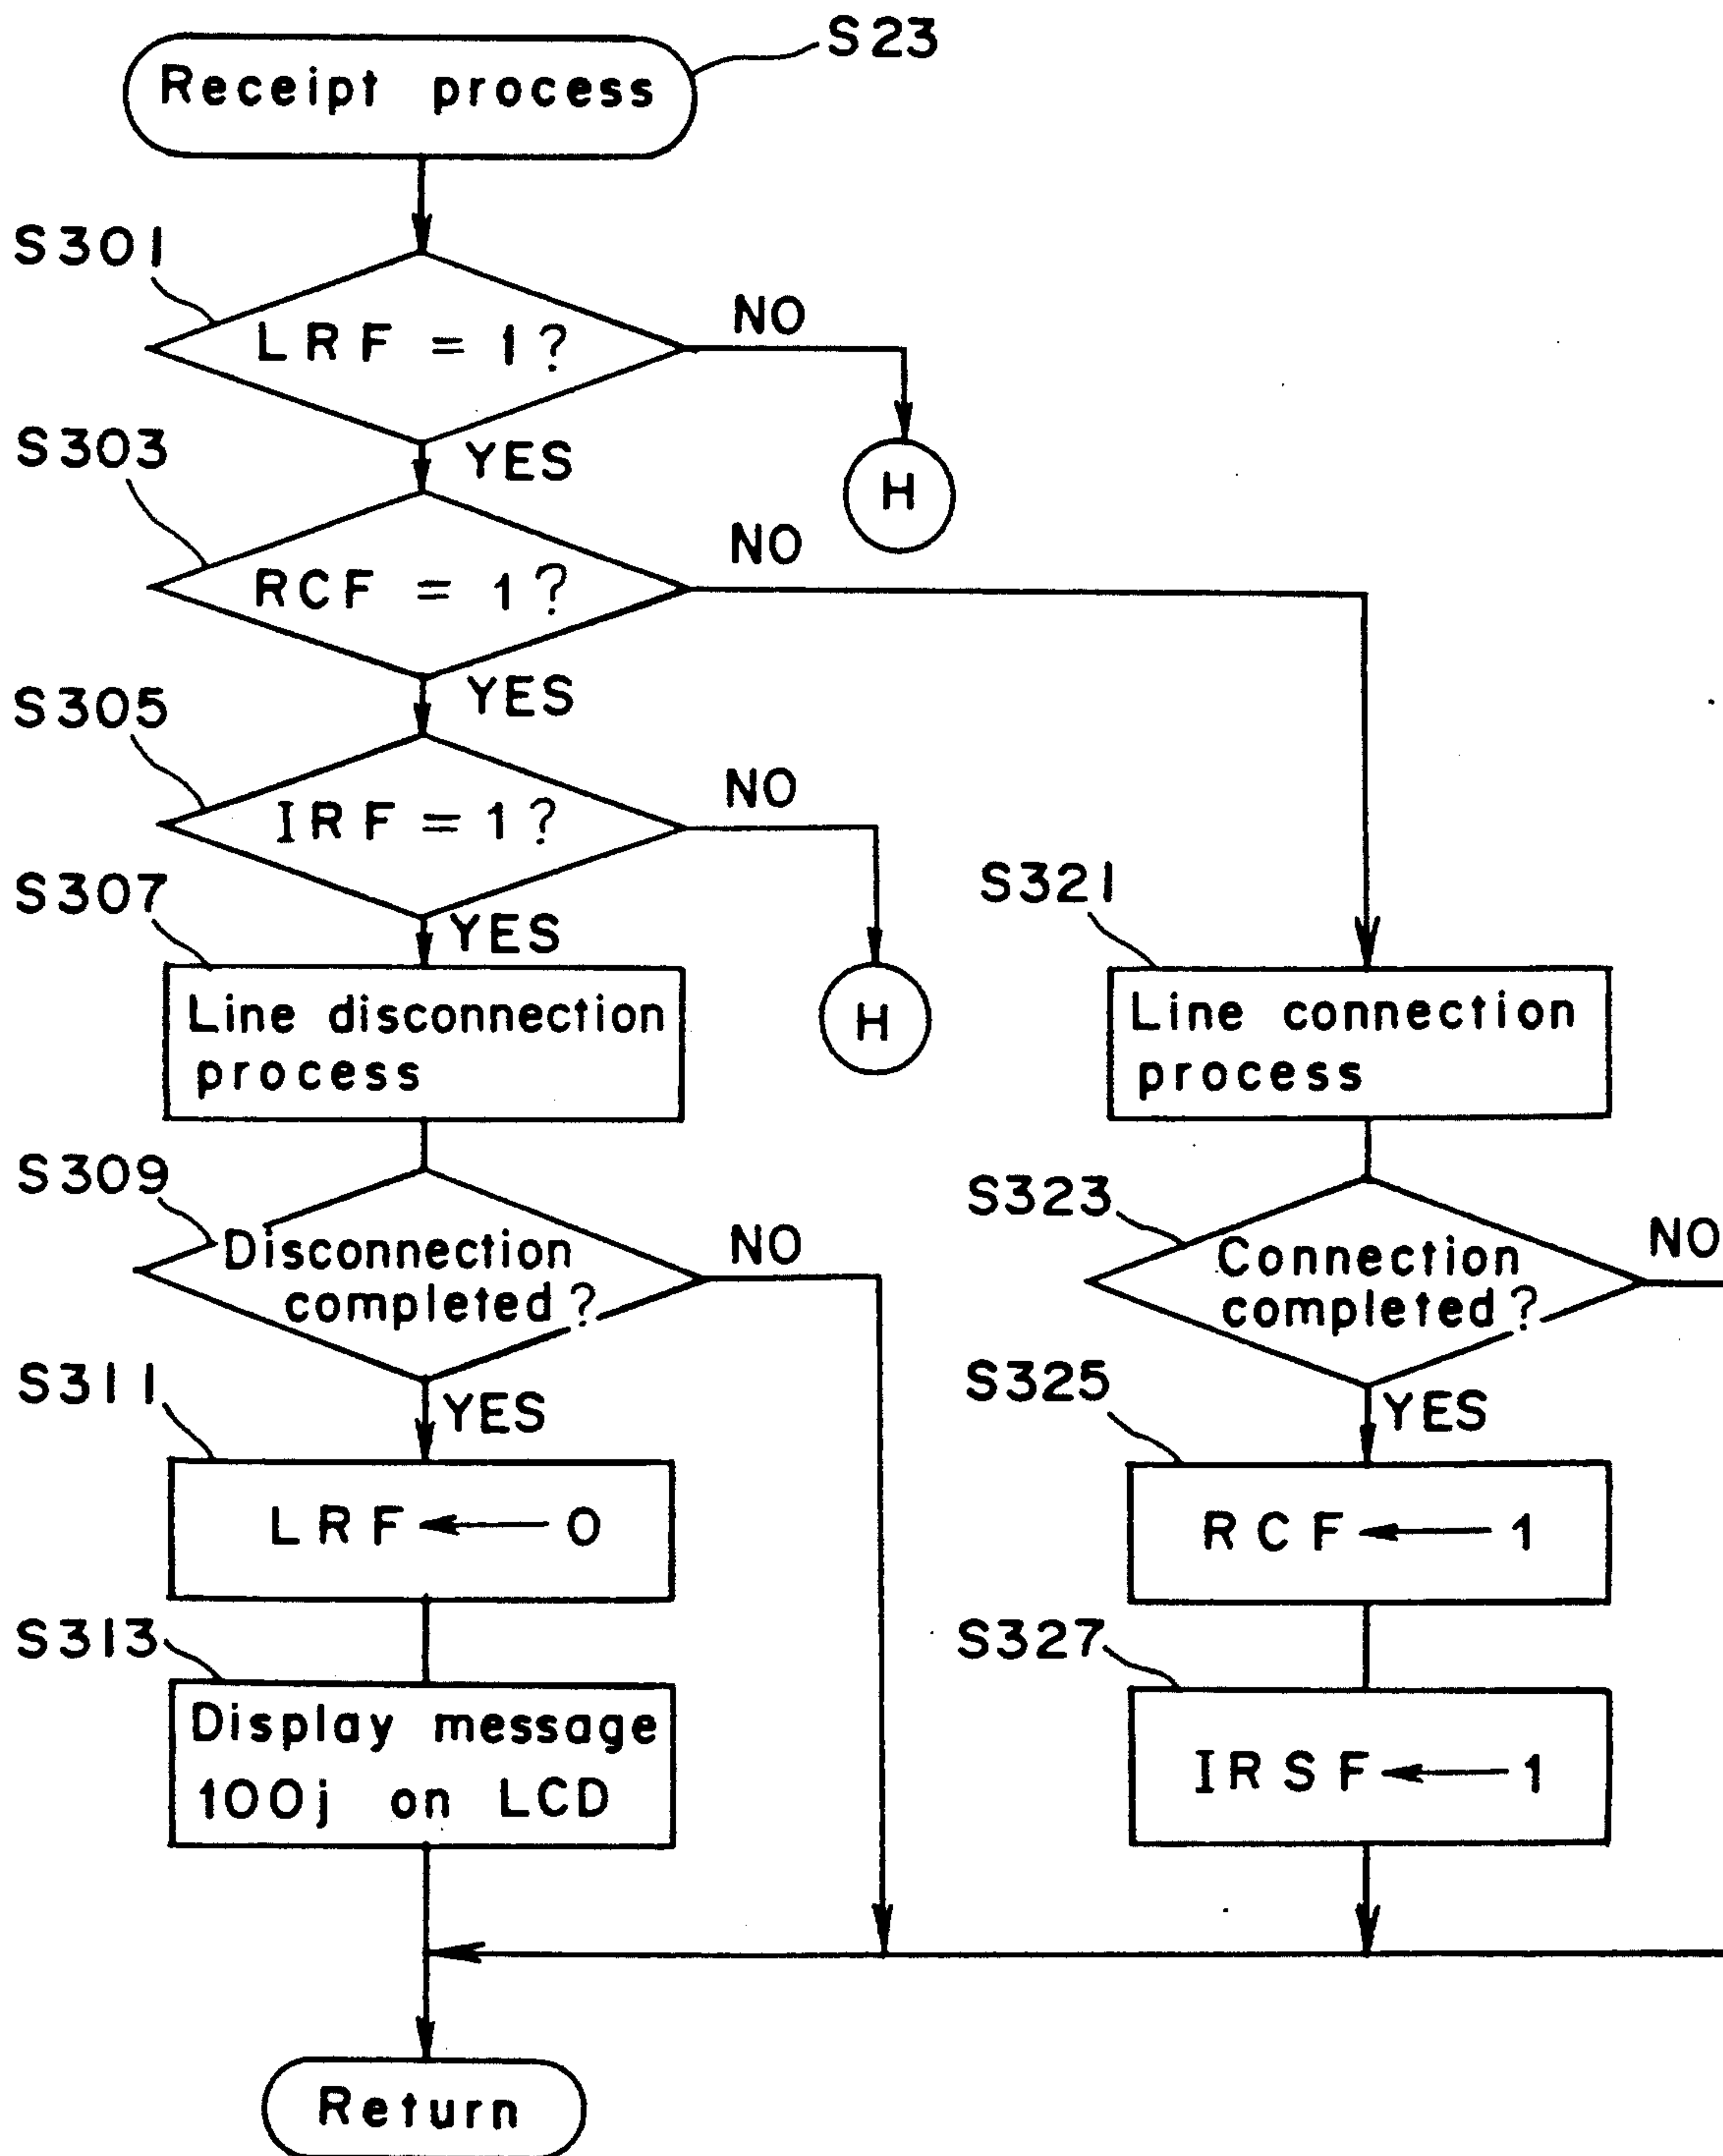 S23
Receipt process
S301
LRF = 1?
NO
H
YES
S303
RCF = 1?
NO
YES
S305
IRF = 1?
NO
H
YES
S307
Line disconnection
process
S309
Disconnection
completed?
NO
YES
S311
LRF ← 0
S313
Display message
100j on LCD
S321
Line connection
process
S323
Connection
completed?
NO
YES
S325
RCF ← 1
S327
IRSF ← 1
Return